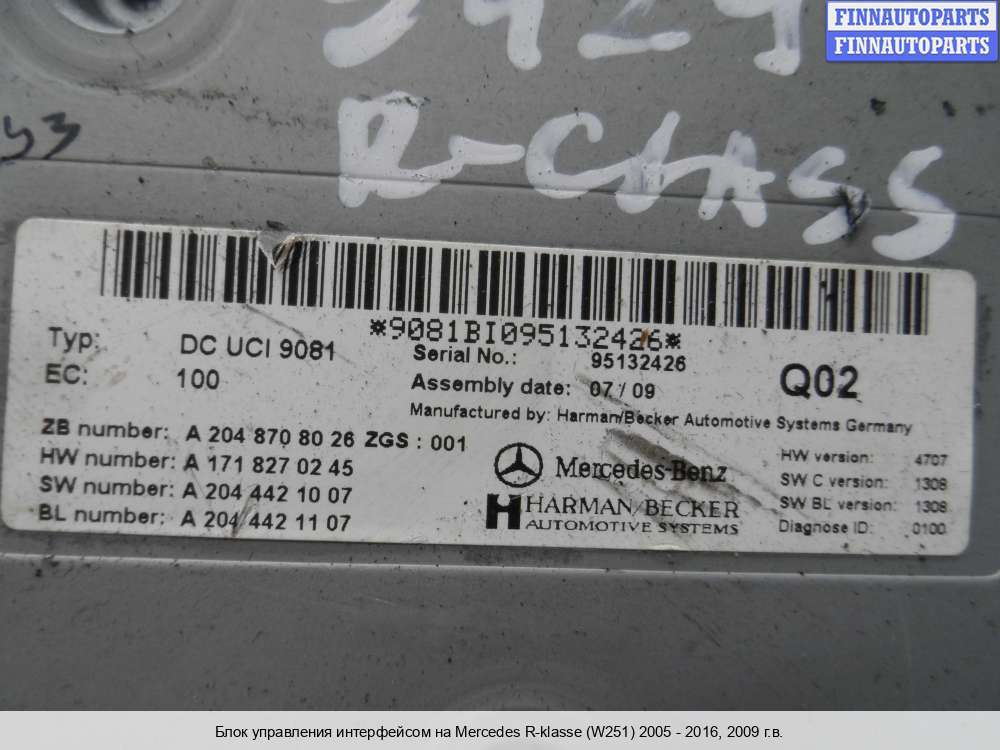 FINNAUTOPARTS
FINNAUTOPARTS
R-CLASS
*9081BI095132426*
Typ: DC UCI 9081
Serial No.: 95132426
EC: 100
Assembly date: 07 / 09
Q02
Manufactured by: Harman/Becker Automotive Systems Germany
ZB number: A 204 870 80 26 ZGS : 001
HW number: A 171 827 02 45
SW number: A 204 442 10 07
BL number: A 204 442 11 07
Mercedes-Benz
HARMAN/BECKER
AUTOMOTIVE SYSTEMS
HW version: 4707
SW C version: 1308
SW BL version: 1308
Diagnose ID: 0100
Блок управления интерфейсом на Mercedes R-klasse (W251) 2005 - 2016, 2009 г.в.